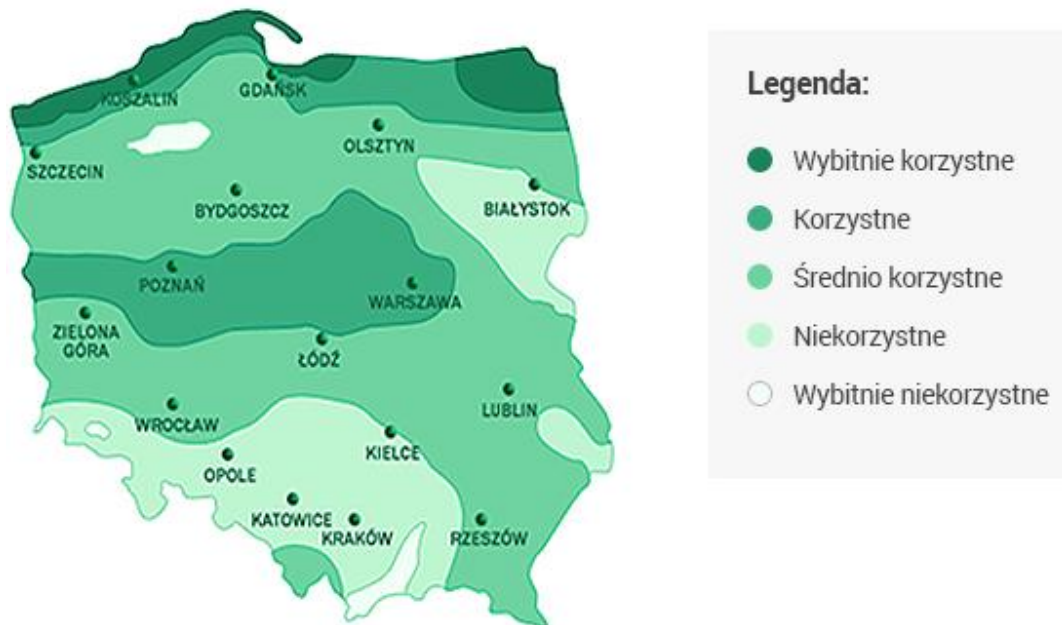 KOSZALIN
GDAŃSK
OLSZTYN
SZCZECIN
BYDGOSZCZ
BIAŁYSTOK
POZNAŃ
WARSZAWA
ZIELONA
GÓRA
ŁÓDŹ
LUBLIN
WROCŁAW
KIELCE
OPOLE
KATOWICE
KRAKÓW
RZESZÓW
Legenda:
Wybitnie korzystne
Korzystne
Średnio korzystne
Niekorzystne
Wybitnie niekorzystne